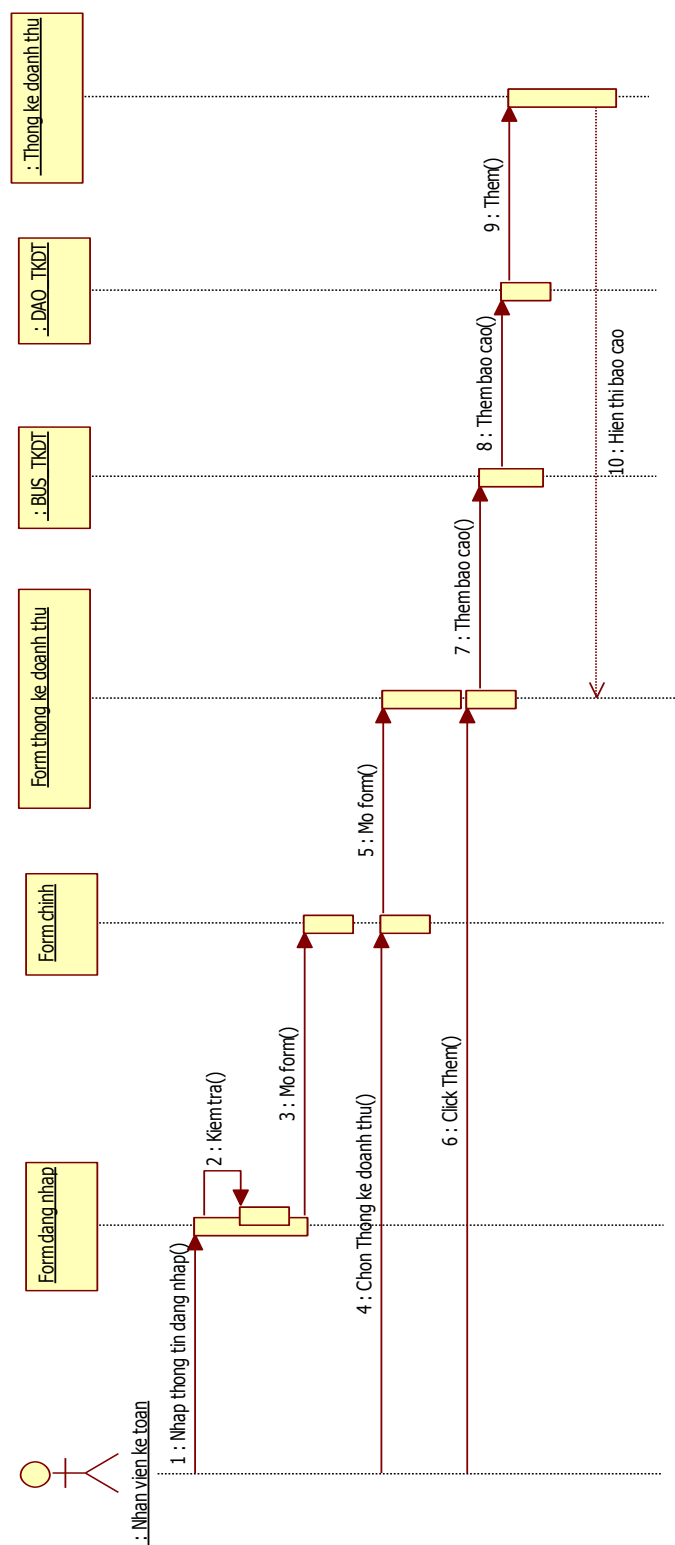 : Nhan vien ke toan
Form dang nhap
Form chinh
Form thong ke doanh thu
: BUS_TKDT
: DAO_TKDT
: Thong ke doanh thu
1 : Nhap thong tin dang nhap()
2 : Kiem tra()
3 : Mo form()
4 : Chon Thong ke doanh thu()
5 : Mo form()
6 : Click Them()
7 : Them bao cao()
8 : Them bao cao()
9 : Them()
10 : Hien thi bao cao